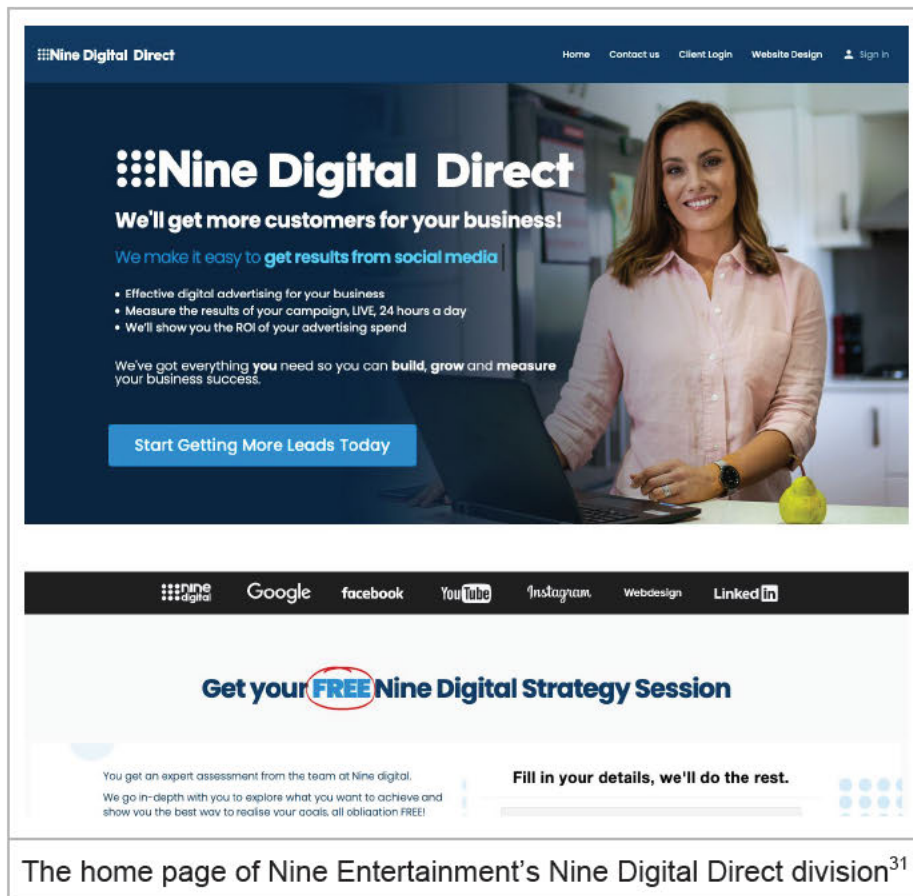 Nine Digital Direct
Home Contact us Client Login Website Design Sign in
Nine Digital Direct
We'll get more customers for your business!
We make it easy to get results from social media
• Effective digital advertising for your business
• Measure the results of your campaign, LIVE, 24 hours a day
• We'll show you the ROI of your advertising spend
We've got everything you need so you can build, grow and measure
your business success.
Start Getting More Leads Today
nine digital Google facebook YouTube Instagram Webdesign Linked in
Get your FREE Nine Digital Strategy Session
You get an expert assessment from the team at Nine digital.
We go in-depth with you to explore what you want to achieve and
show you the best way to realise your goals, all obligation FREE!
Fill in your details, we'll do the rest.
The home page of Nine Entertainment's Nine Digital Direct division31